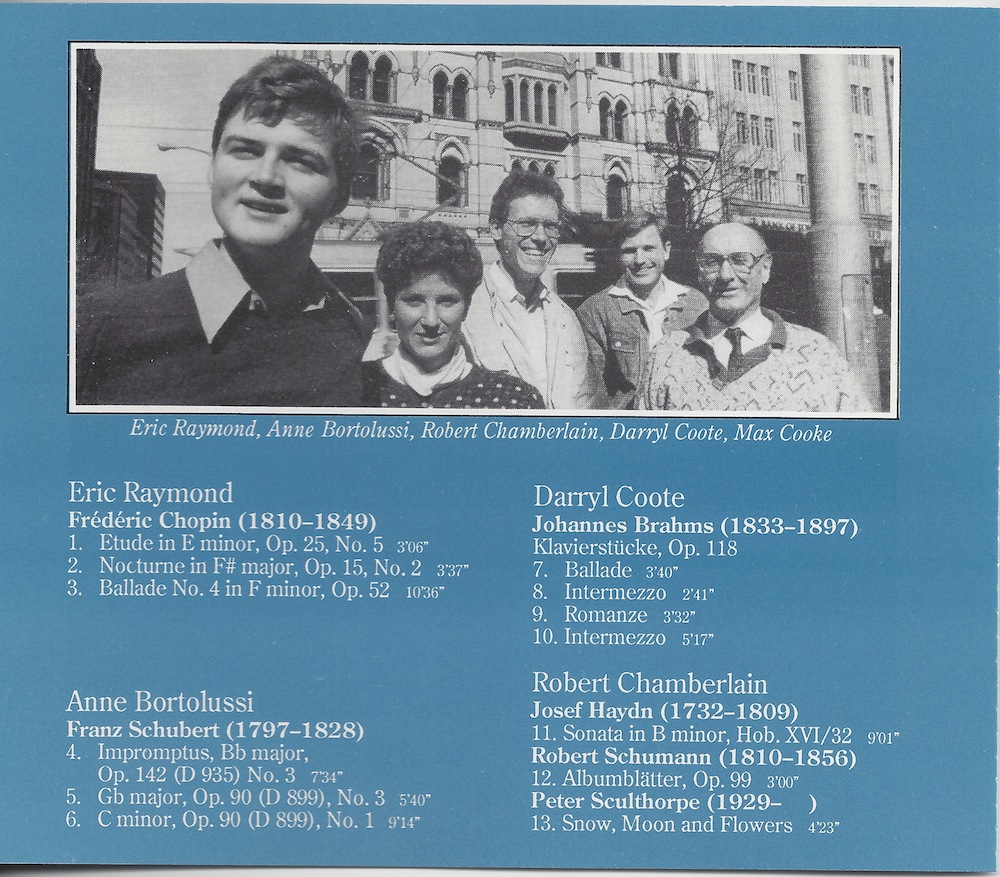 BANK OF
Eric Raymond, Anne Bortolussi, Robert Chamberlain, Darryl Coote, Max Cooke
Eric Raymond
Frédéric Chopin (1810–1849)
1. Etude in E minor, Op. 25, No. 5 3’06”
2. Nocturne in F# major, Op. 15, No. 2 3’37”
3. Ballade No. 4 in F minor, Op. 52 10’36”
Anne Bortolussi
Franz Schubert (1797–1828)
4. Impromptus, Bb major,
Op. 142 (D 935) No. 3 7’34”
5. Gb major, Op. 90 (D 899), No. 3 5’40”
6. C minor, Op. 90 (D 899), No. 1 9’14”
Darryl Coote
Johannes Brahms (1833–1897)
Klavierstücke, Op. 118
7. Ballade 3’40”
8. Intermezzo 2’41”
9. Romanze 3’32”
10. Intermezzo 5’17”
Robert Chamberlain
Josef Haydn (1732–1809)
11. Sonata in B minor, Hob. XVI/32 9’01”
Robert Schumann (1810–1856)
12. Albumblätter, Op. 99 3’00”
Peter Sculthorpe (1929– )
13. Snow, Moon and Flowers 4’23”